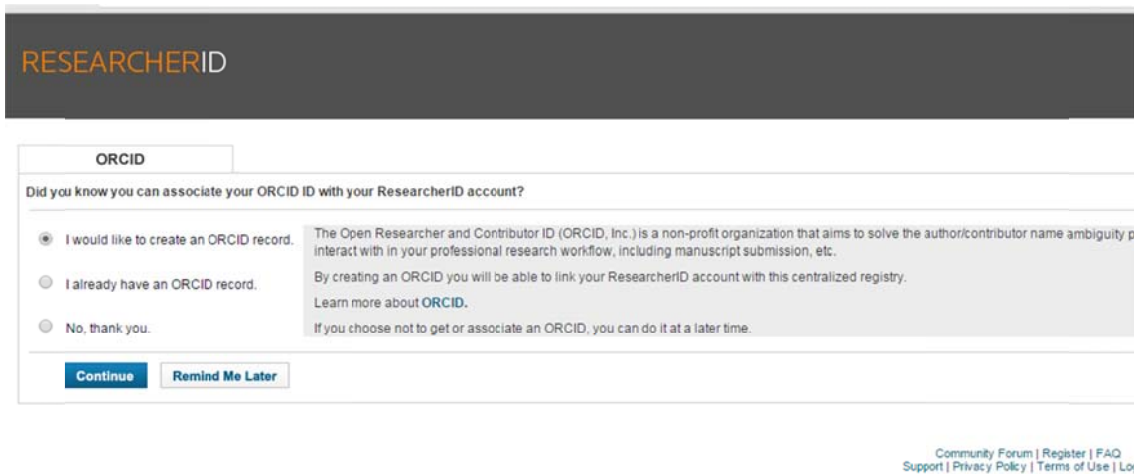 RESEARCHERID
ORCID
Did you know you can associate your ORCID ID with your ResearcherID account?
I would like to create an ORCID record.
The Open Researcher and Contributor ID (ORCID, Inc.) is a non-profit organization that aims to solve the author/contributor name ambiguity p
interact with in your professional research workflow, including manuscript submission, etc.
I already have an ORCID record.
By creating an ORCID you will be able to link your ResearcherID account with this centralized registry.
Learn more about ORCID.
No, thank you.
If you choose not to get or associate an ORCID, you can do it at a later time.
Continue Remind Me Later
Community Forum | Register | FAQ
Support | Privacy Policy | Terms of Use | Lo